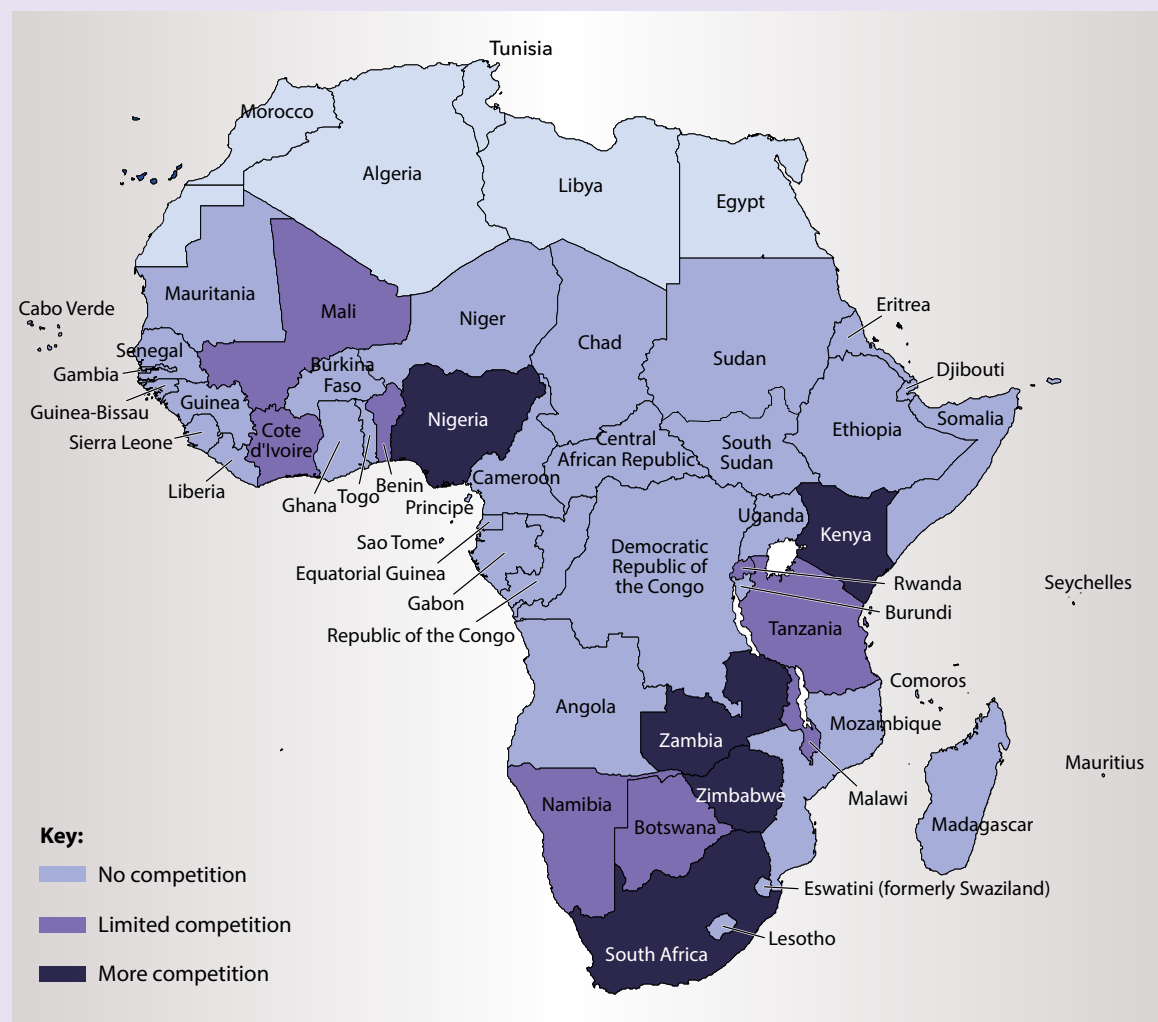 Tunisia
Morocco
Algeria
Libya
Egypt
Mauritania
Mali
Niger
Chad
Sudan
Eritrea
Cabo Verde
Senegal
Gambia
Guinea-Bissau
Guinea
Sierra Leone
Liberia
Cote
d'Ivoire
Burkina
Faso
Ghana
Togo
Benin
Nigeria
Djibouti
Somalia
Ethiopia
South
Sudan
Central
African Republic
Cameroon
Principe
Sao Tome
Equatorial Guinea
Gabon
Republic of the Congo
Democratic
Republic of
the Congo
Uganda
Kenya
Rwanda
Burundi
Tanzania
Seychelles
Comoros
Angola
Zambia
Mozambique
Malawi
Mauritius
Zimbabwe
Namibia
Botswana
Madagascar
Eswatini (formerly Swaziland)
Lesotho
South Africa
Key:
No competition
Limited competition
More competition